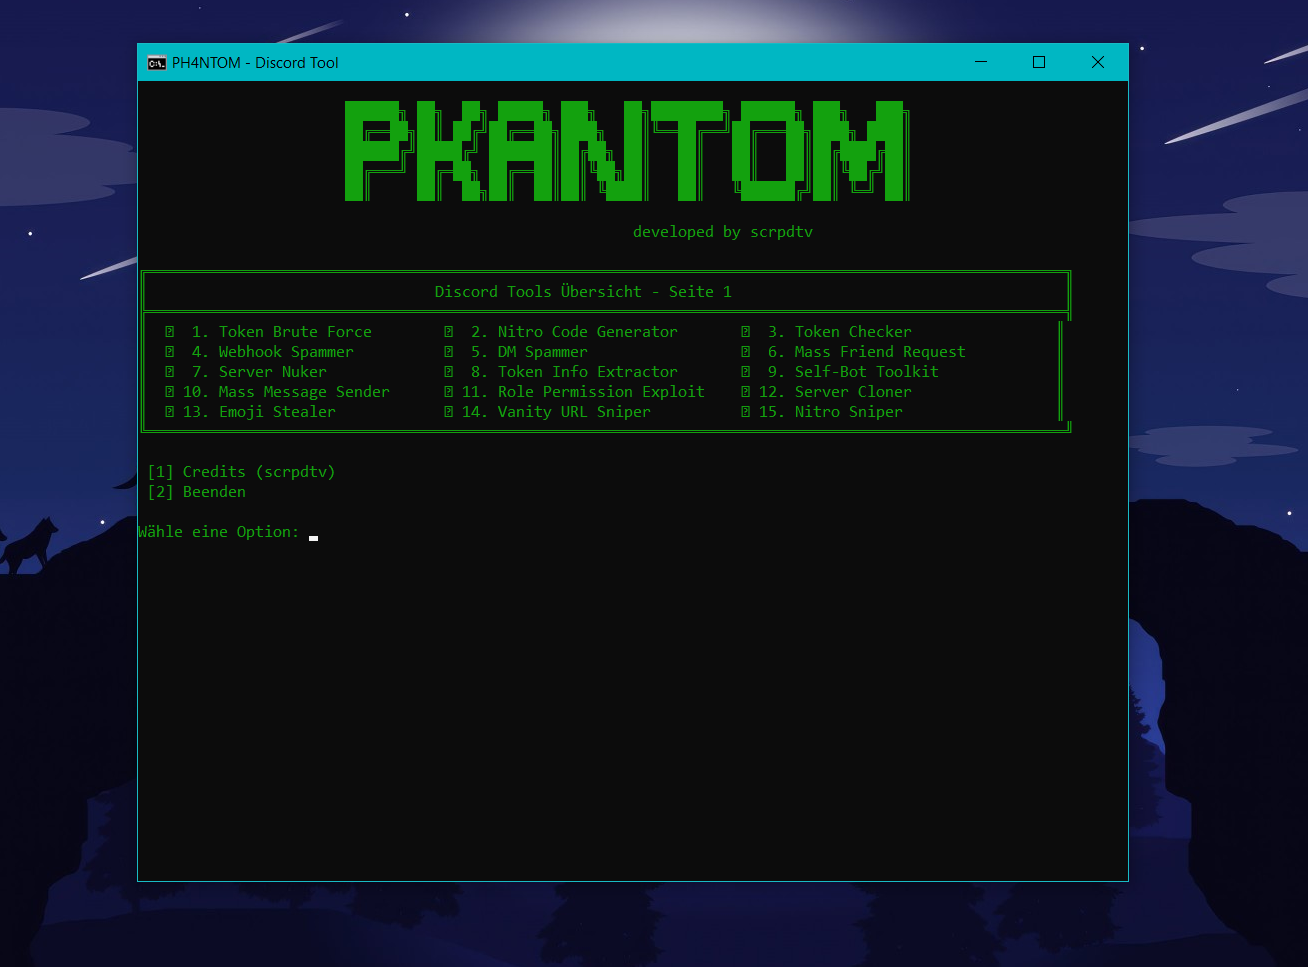 PH4NTOM - Discord Tool
PKANTOM
developed by scrpdtv
Discord Tools Übersicht - Seite 1
1. Token Brute Force 2. Nitro Code Generator 3. Token Checker
4. Webhook Spammer 5. DM Spammer 6. Mass Friend Request
7. Server Nuker 8. Token Info Extractor 9. Self-Bot Toolkit
10. Mass Message Sender 11. Role Permission Exploit 12. Server Cloner
13. Emoji Stealer 14. Vanity URL Sniper 15. Nitro Sniper
[1] Credits (scrpdtv)
[2] Beenden
Wähle eine Option: